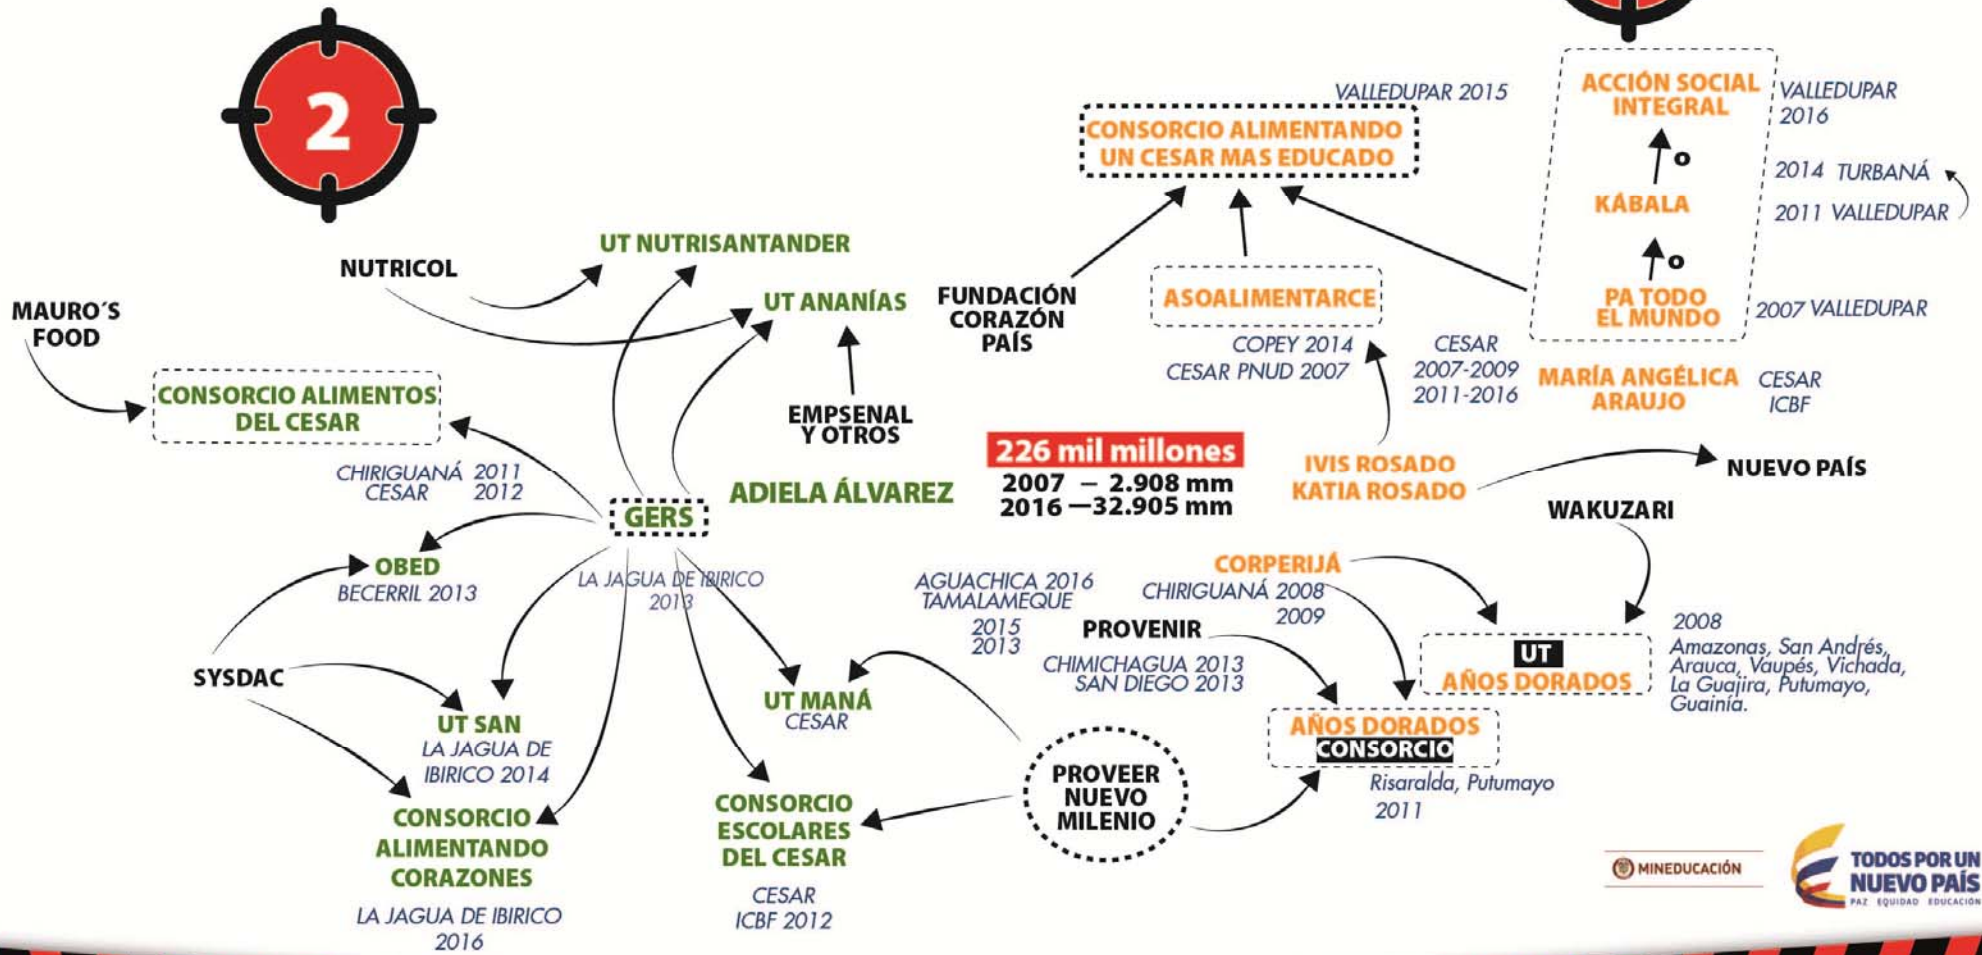 2
NUTRICOL
UT NUTRISANTANDER
UT ANANÍAS
MAURO´S
FOOD
CONSORCIO ALIMENTOS
DEL CESAR
EMPSENAL
Y OTROS
CHIRIGUANÁ 2011
CESAR 2012
GERS
ADIELA ÁLVAREZ
OBED
BECERRIL 2013
LA JAGUA DE IBIRICO
2013
SYSDAC
UT SAN
LA JAGUA DE
IBIRICO 2014
UT MANÁ
CESAR
CONSORCIO
ALIMENTANDO
CORAZONES
LA JAGUA DE IBIRICO
2016
CONSORCIO
ESCOLARES
DEL CESAR
CESAR
ICBF 2012
VALLEDUPAR 2015
CONSORCIO ALIMENTANDO
UN CESAR MAS EDUCADO
FUNDACIÓN
CORAZÓN
PAÍS
ASOALIMENTARCE
COPEY 2014
CESAR PNUD 2007
ACCIÓN SOCIAL
INTEGRAL
VALLEDUPAR
2016
O
KÁBALA
2014 TURBANÁ
2011 VALLEDUPAR
O
PA TODO
EL MUNDO
2007 VALLEDUPAR
CESAR
2007-2009
2011-2016
MARÍA ANGÉLICA
ARAUJO
CESAR
ICBF
226 mil millones
2007 – 2.908 mm
2016 —32.905 mm
IVIS ROSADO
KATIA ROSADO
NUEVO PAÍS
WAKUZARI
CORPERIJÁ
CHIRIGUANÁ 2008
2009
AGUACHICA 2016
TAMALAMEQUE
2015
2013
PROVENIR
CHIMICHAGUA 2013
SAN DIEGO 2013
UT
AÑOS DORADOS
2008
Amazonas, San Andrés,
Arauca, Vaupés, Vichada,
La Guajira, Putumayo,
Guainía.
AÑOS DORADOS
CONSORCIO
Risaralda, Putumayo
2011
PROVEER
NUEVO
MILENIO
MINEDUCACIÓN
TODOS POR UN
NUEVO PAÍS
PAZ EQUIDAD EDUCACIÓN